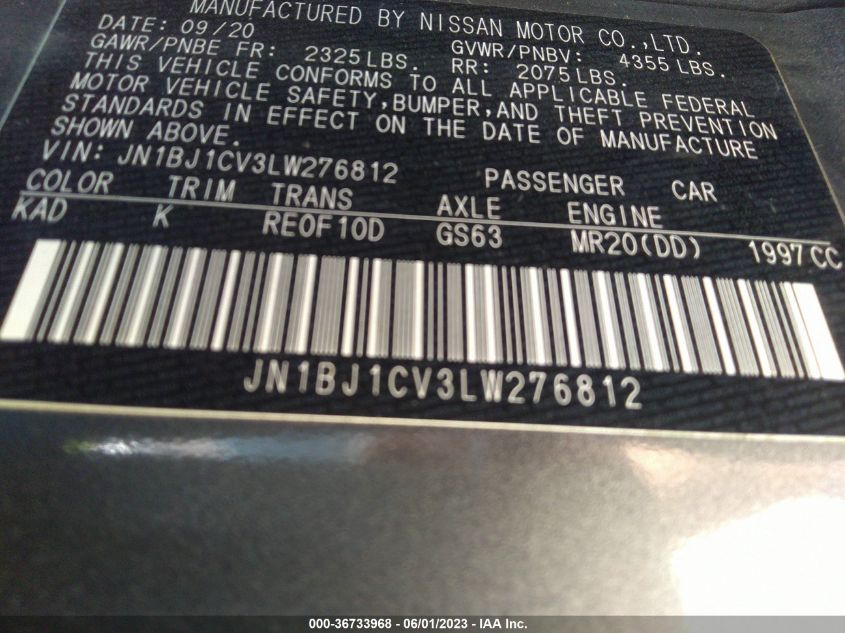 MANUFACTURED BY NISSAN MOTOR CO.,LTD.
DATE: 09/20 GVWR/PNBV: 4355 LBS.
GAWR/PNBE FR: 2325 LBS. RR: 2075 LBS.
THIS VEHICLE CONFORMS TO ALL APPLICABLE FEDERAL
MOTOR VEHICLE SAFETY, BUMPER, AND THEFT PREVENTION
STANDARDS IN EFFECT ON THE DATE OF MANUFACTURE
SHOWN ABOVE.
VIN: JN1BJ1CV3LW276812 PASSENGER CAR
COLOR TRIM TRANS AXLE ENGINE
KAD K RE0F10D GS63 MR20(DD) 1997 CC
JN1BJ1CV3LW276812
000-36733968 - 06/01/2023 - IAA Inc.